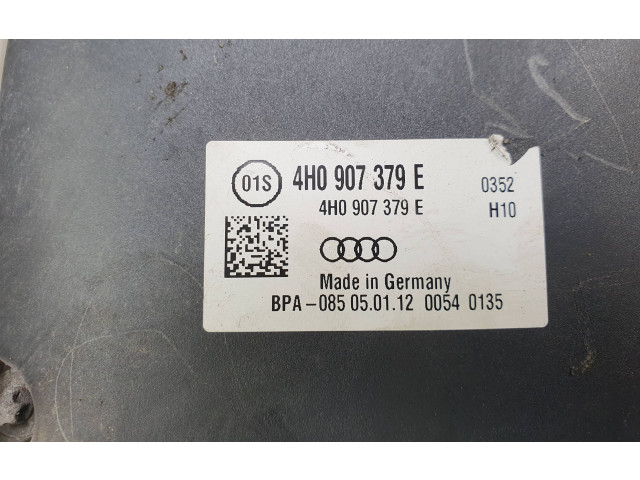 01S 4H0 907 379 E 0352
4H0 907 379 E H10
Made in Germany
BPA-085 05.01.12 0054 0135